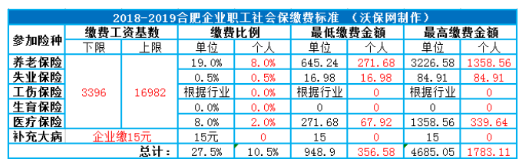 2018-2019合肥企业职工社会保缴费标准 （沃保网制作）
参加险种 缴费工资基数 缴费比例 最低缴费金额 最高缴费金额
下限 上限 单位 个人 单位 个人 单位 个人
养老保险 3396 16982 19.0% 8.0% 645.24 271.68 3226.58 1358.56
失业保险 0.5% 0.5% 16.98 16.98 84.91 84.91
工伤保险 根据行业 0 根据行业 0 根据行业 0
生育保险 0.0% 0.0% 0 0 0 0
医疗保险 8.0% 2.0% 271.68 67.92 1358.56 339.64
补充大病 企业缴15元 15元 0 15 0 15 0
总计： 27.5% 10.5% 948.9 356.58 4685.05 1783.11